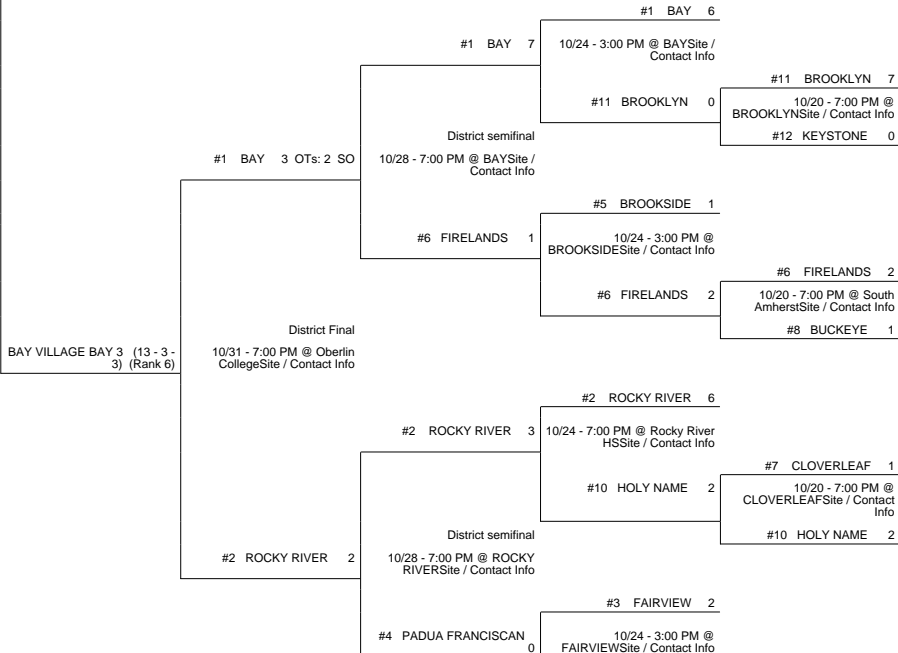 #1 BAY 6
#1 BAY 7
10/24 - 3:00 PM @ BAYSite /
Contact Info
#11 BROOKLYN 7
#11 BROOKLYN 0
10/20 - 7:00 PM @
BROOKLYNSite / Contact Info
District semifinal
#12 KEYSTONE 0
#1 BAY 3 OTs: 2 SO
10/28 - 7:00 PM @ BAYSite /
Contact Info
#5 BROOKSIDE 1
#6 FIRELANDS 1
10/24 - 3:00 PM @
BROOKSIDESite / Contact Info
#6 FIRELANDS 2
#6 FIRELANDS 2
10/20 - 7:00 PM @ South
AmherstSite / Contact Info
District Final
#8 BUCKEYE 1
BAY VILLAGE BAY 3 (13 - 3 -
3) (Rank 6)
10/31 - 7:00 PM @ Oberlin
CollegeSite / Contact Info
#2 ROCKY RIVER 6
#2 ROCKY RIVER 3
10/24 - 7:00 PM @ Rocky River
HSSite / Contact Info
#7 CLOVERLEAF 1
#10 HOLY NAME 2
10/20 - 7:00 PM @
CLOVERLEAFSite / Contact
Info
District semifinal
#10 HOLY NAME 2
#2 ROCKY RIVER 2
10/28 - 7:00 PM @ ROCKY
RIVERSite / Contact Info
#3 FAIRVIEW 2
#4 PADUA FRANCISCAN
0
10/24 - 3:00 PM @
FAIRVIEWSite / Contact Info